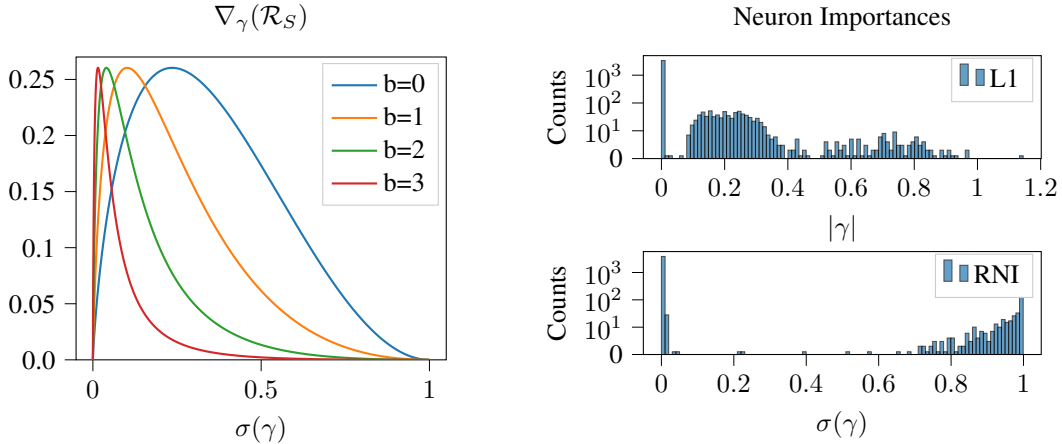 ∇γ(ℛS)
0.25
0.2
0.15
0.1
0.05
0.0
b=0
b=1
b=2
b=3
0
0.5
1
σ(γ)
Neuron Importances
Counts
10³
10²
10¹
0
L1
0
0.2
0.4
0.6
0.8
1
1.2
|γ|
Counts
10³
10²
10¹
0
RNI
0
0.2
0.4
0.6
0.8
1
σ(γ)